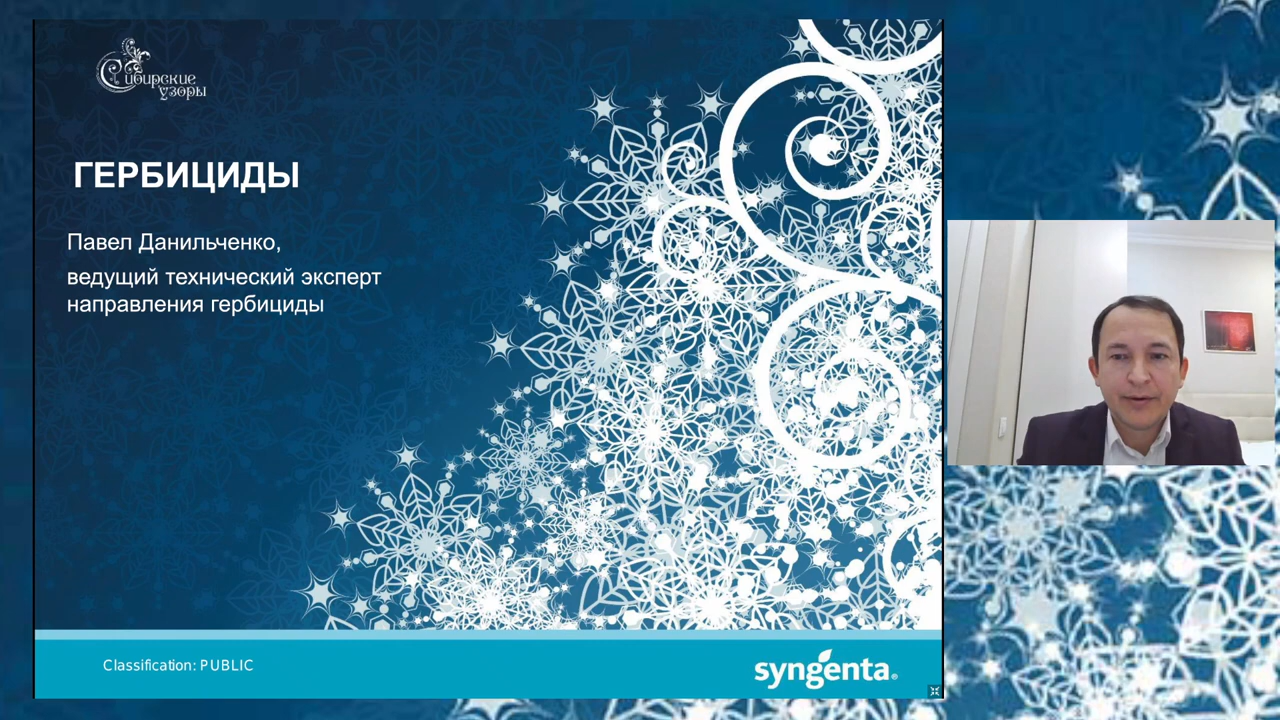 Сибирские
узоры
ГЕРБИЦИДЫ
Павел Данильченко,
ведущий технический эксперт
направления гербициды
Classification: PUBLIC
syngenta®